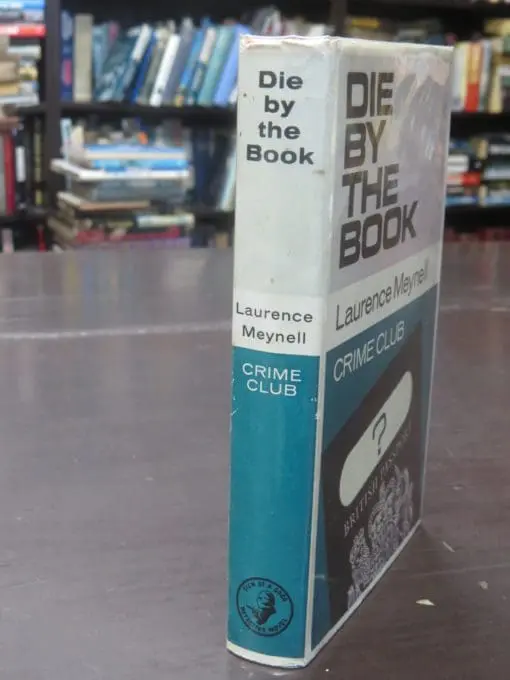 Die
by
the
Book
Laurence
Meynell
CRIME
CLUB
DIE
BY
THE
BOOK
Laurence Meynell
CRIME CLUB
?
BRITISH PASSPORT